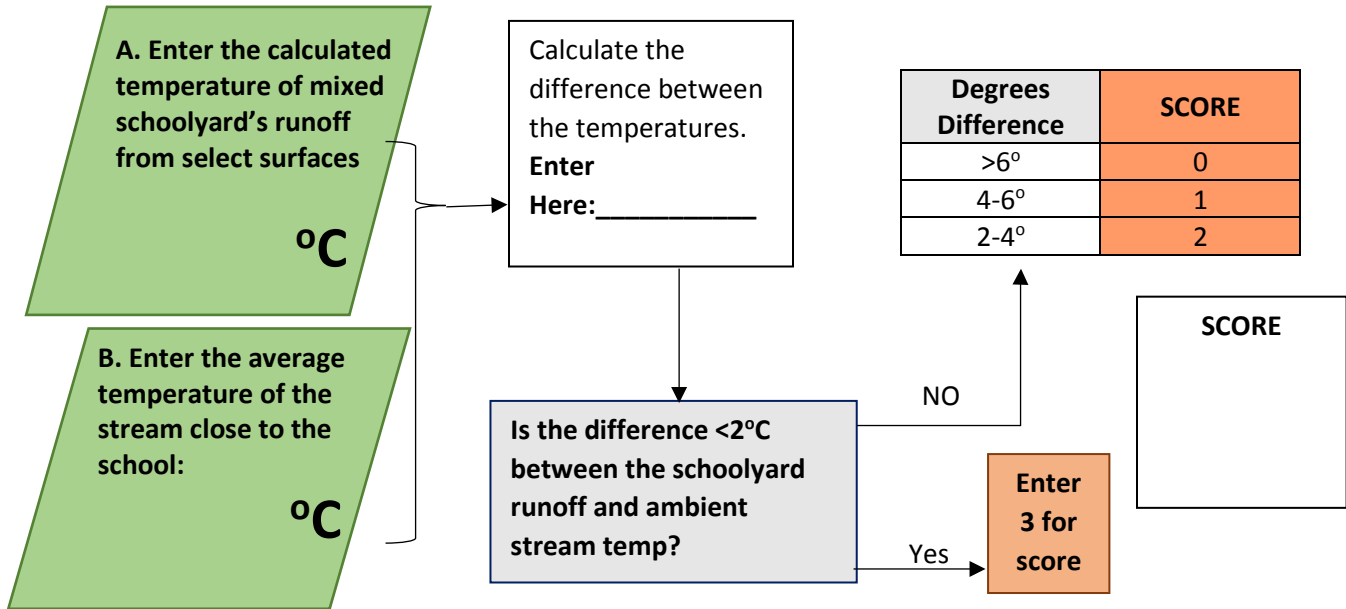 A. Enter the calculated
temperature of mixed
schoolyard’s runoff
from select surfaces
ᵒC
B. Enter the average
temperature of the
stream close to the
school:
ᵒC
Calculate the
difference between
the temperatures.
Enter
Here:____________
Is the difference <2ᵒC
between the schoolyard
runoff and ambient
stream temp?
NO
Yes
Degrees Difference SCORE
>6ᵒ 0
4-6ᵒ 1
2-4ᵒ 2
Enter
3 for
score
SCORE